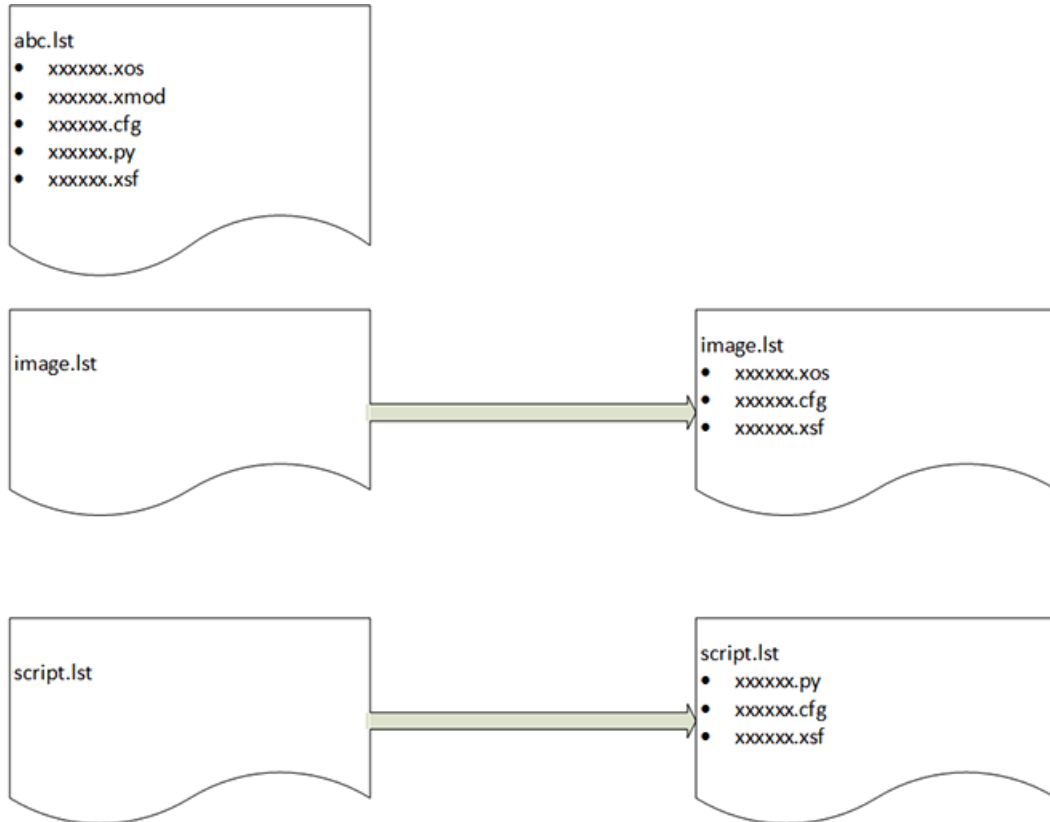 abc.lst
• xxxxxx.xos
• xxxxxx.xmod
• xxxxxx.cfg
• xxxxxx.py
• xxxxxx.xsf
image.lst
image.lst
• xxxxxx.xos
• xxxxxx.cfg
• xxxxxx.xsf
script.lst
script.lst
• xxxxxx.py
• xxxxxx.cfg
• xxxxxx.xsf